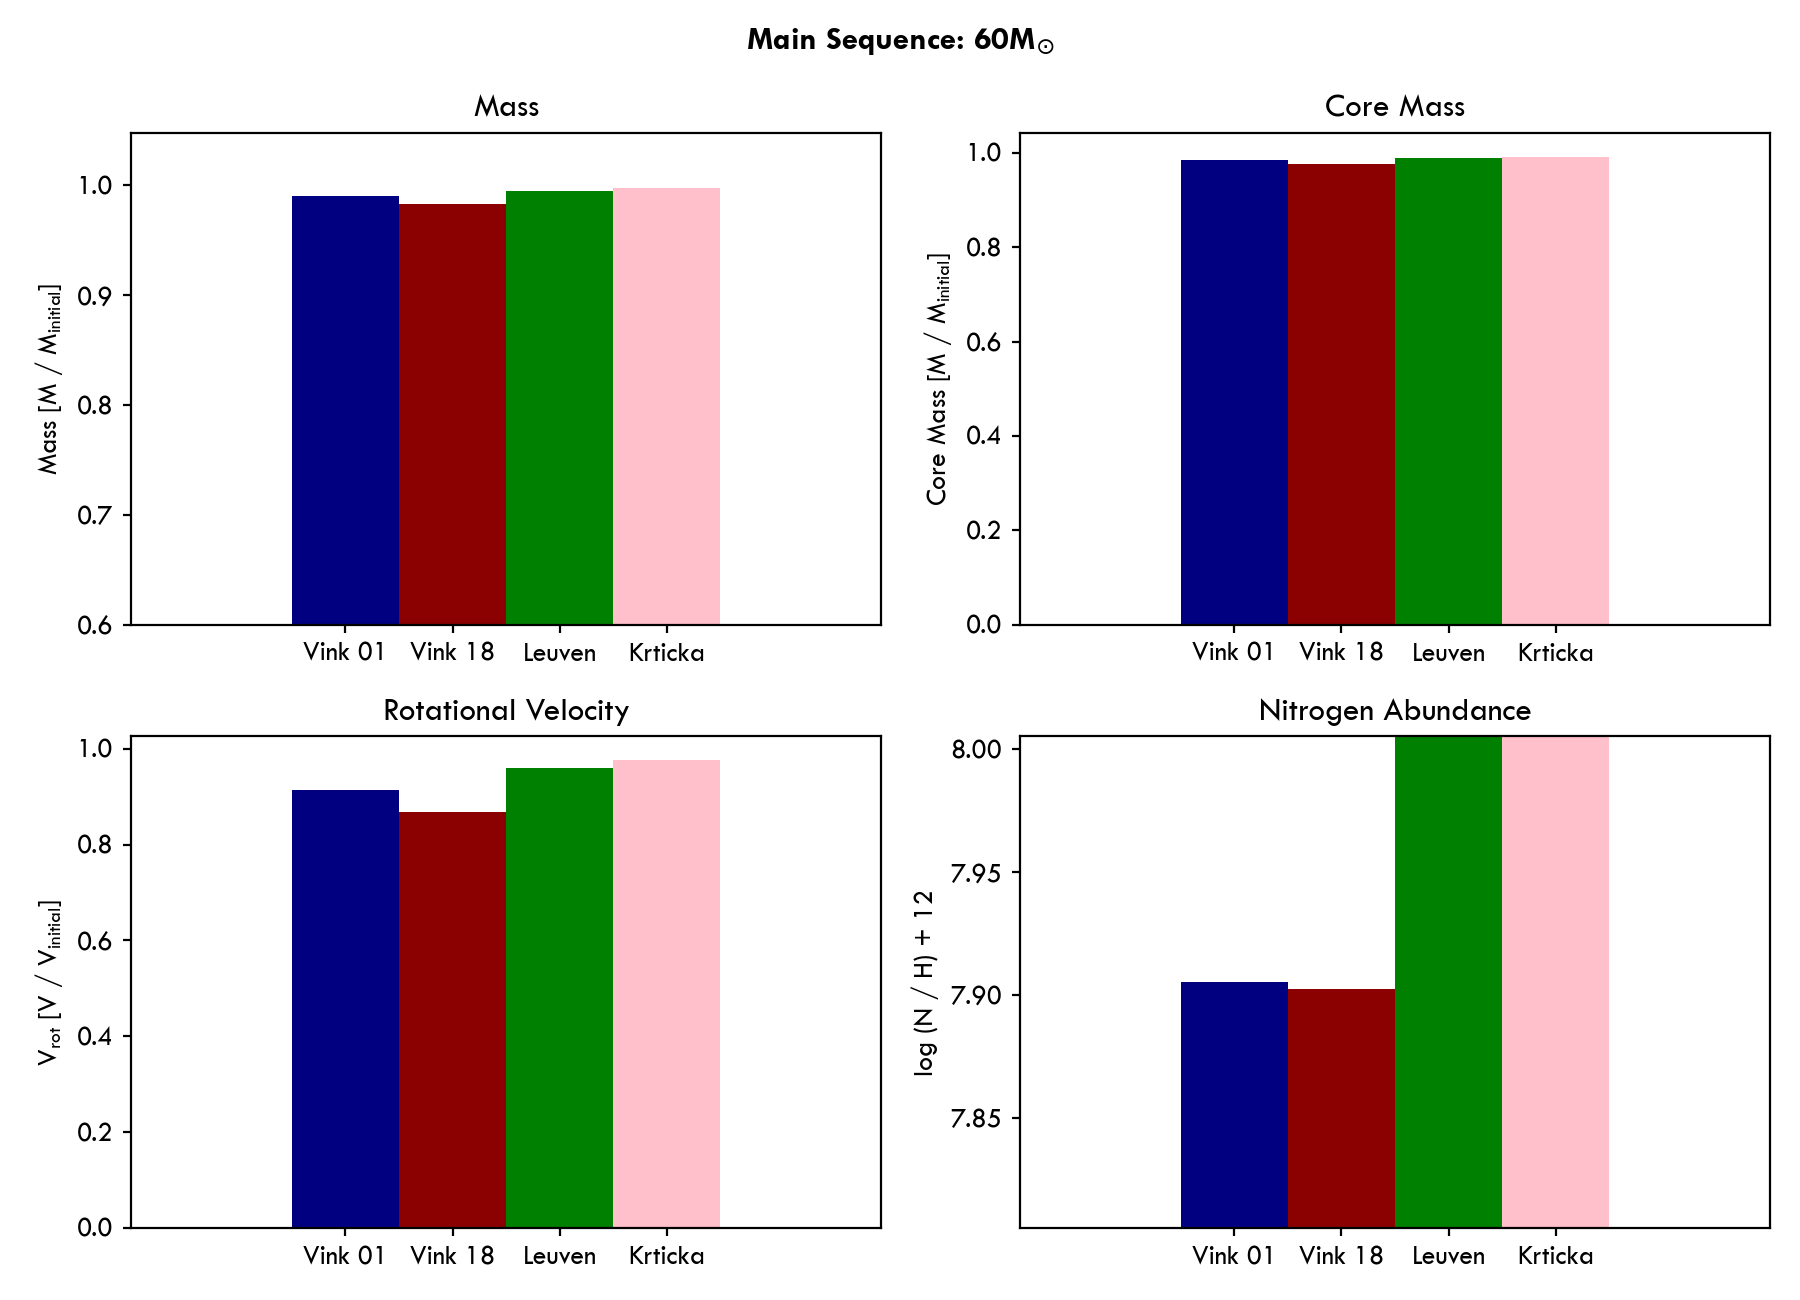 Main Sequence: 60M☉
Mass
Mass [M / Minitial]
1.0
0.9
0.8
0.7
0.6
Vink 01 Vink 18 Leuven Krticka
Core Mass
Core Mass [M / Minitial]
1.0
0.8
0.6
0.4
0.2
0.0
Vink 01 Vink 18 Leuven Krticka
Rotational Velocity
Vrot [V / Vinitial]
1.0
0.8
0.6
0.4
0.2
0.0
Vink 01 Vink 18 Leuven Krticka
Nitrogen Abundance
log (N / H) + 12
8.00
7.95
7.90
7.85
Vink 01 Vink 18 Leuven Krticka